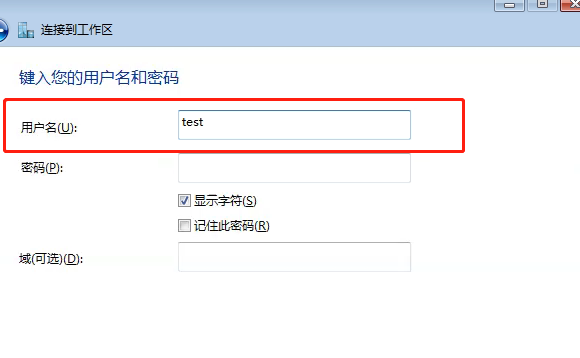 连接到工作区
键入您的用户名和密码
用户名(U): test
密码(P):
显示字符(S)
记住此密码(R)
域(可选)(D):